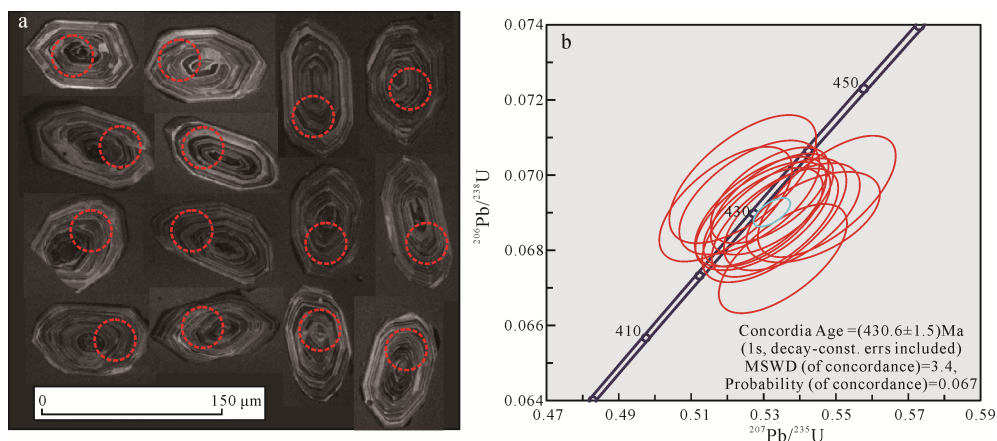 a
0 150 μm
b
0.074
0.072
0.070
0.068
0.066
0.064
²⁰⁶Pb/²³⁸U
450
430
410
Concordia Age =(430.6±1.5)Ma
(1s, decay-const. errs included)
MSWD (of concordance)=3.4,
Probability (of concordance)=0.067
0.47 0.49 0.51 0.53 0.55 0.57 0.59
²⁰⁷Pb/²³⁵U